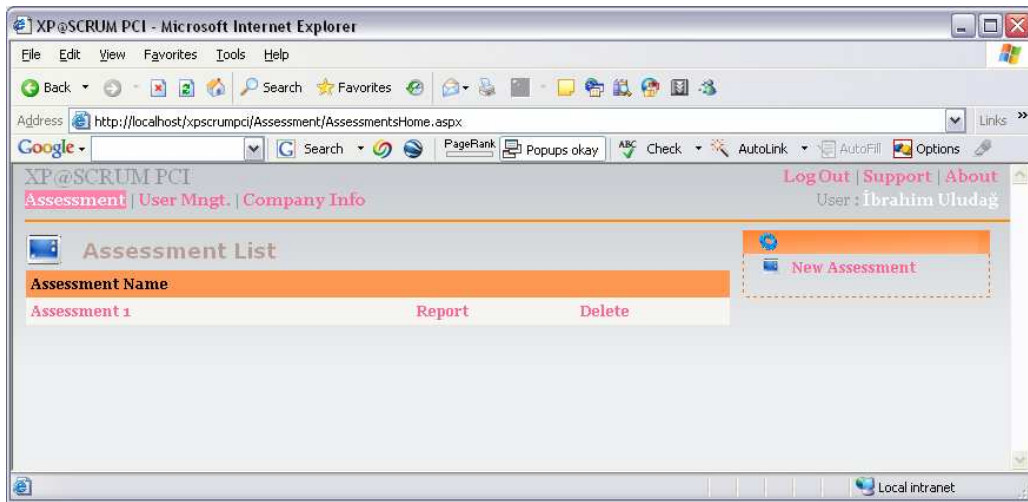 XP@SCRUM PCI - Microsoft Internet Explorer
File Edit View Favorites Tools Help
Back Search Favorites
Address http://localhost/xpscrumpci/Assessment/AssessmentsHome.aspx Links »
Google Search PageRank Popups okay ABC Check AutoLink AutoFill Options
XP@SCRUM PCI Log Out | Support | About
Assessment | User Mngt. | Company Info User : İbrahim Uludağ
Assessment List
New Assessment
Assessment Name
Assessment 1 Report Delete
Local intranet